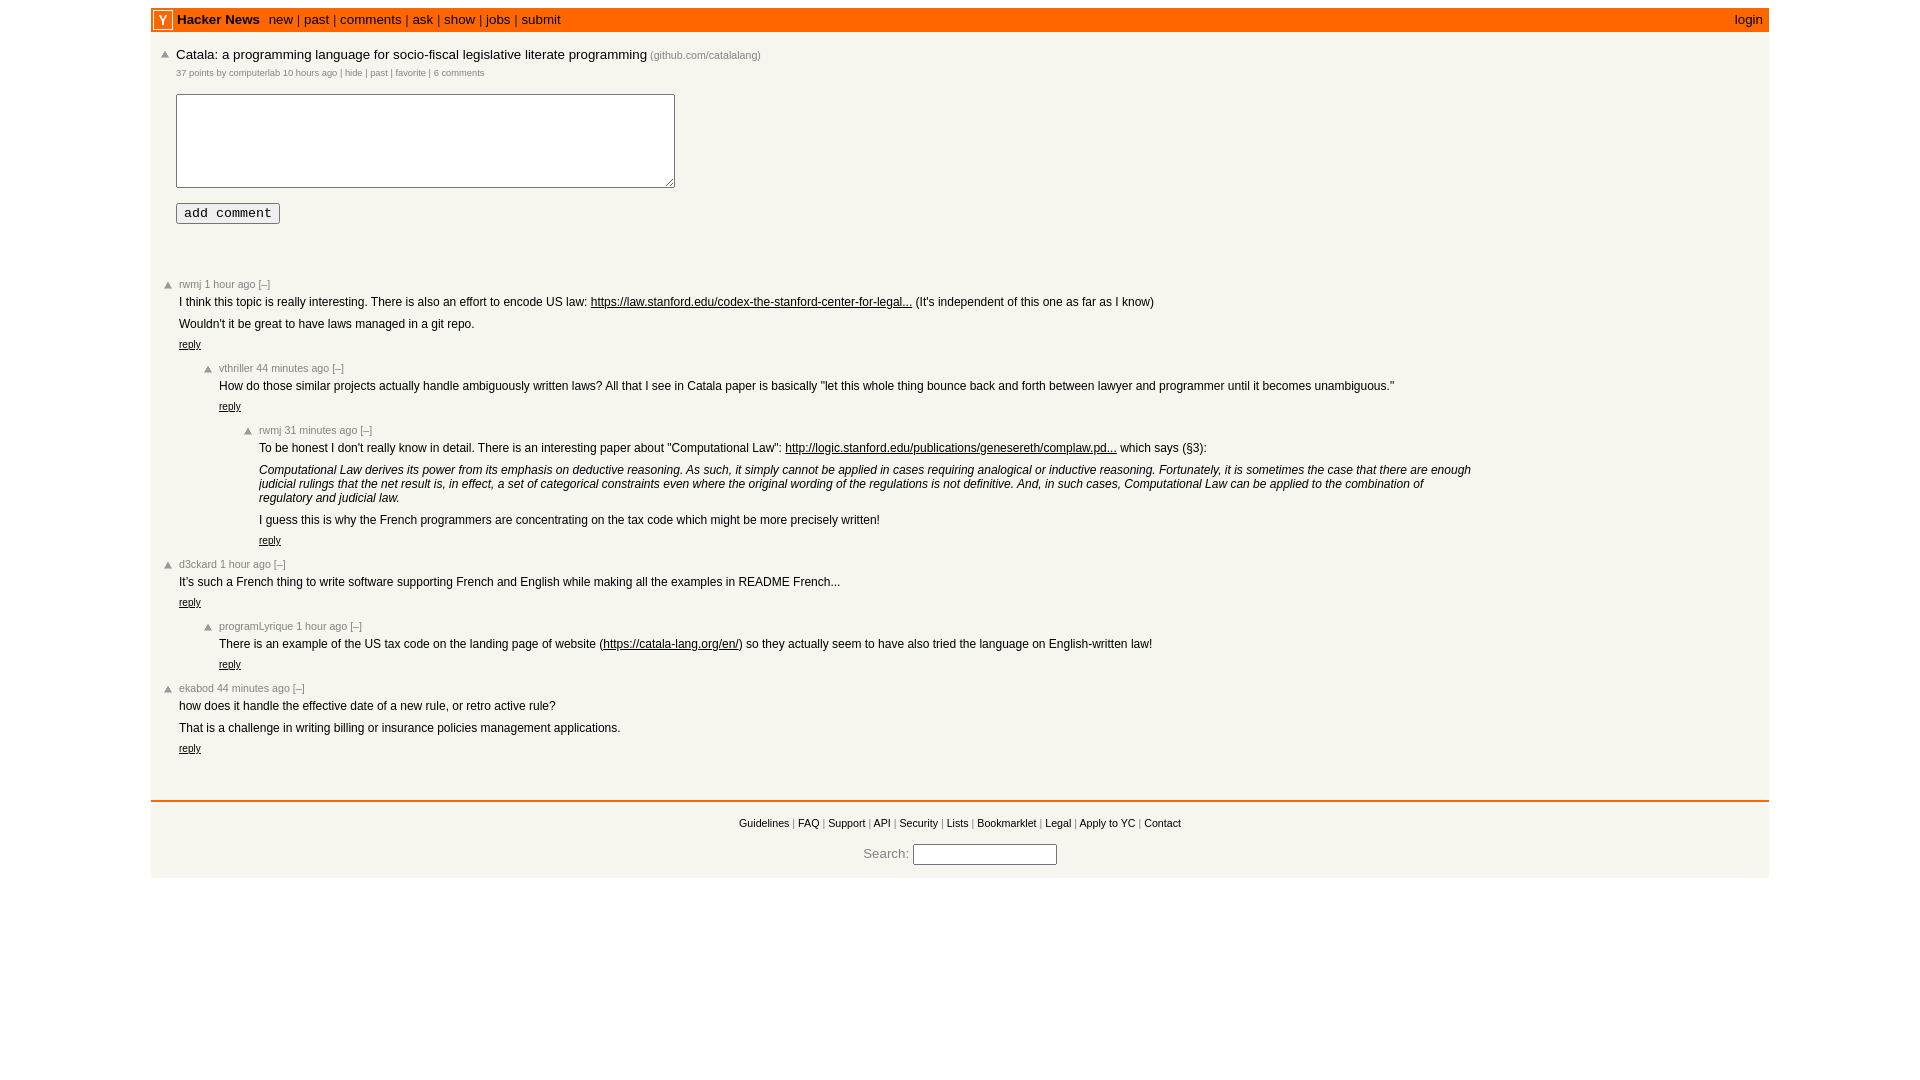 Y Hacker News new | past | comments | ask | show | jobs | submit login
Catala: a programming language for socio-fiscal legislative literate programming (github.com/catalalang)
37 points by computerlab 10 hours ago | hide | past | favorite | 6 comments
add comment
rwmj 1 hour ago [–]
I think this topic is really interesting. There is also an effort to encode US law: https://law.stanford.edu/codex-the-stanford-center-for-legal... (It's independent of this one as far as I know)
Wouldn't it be great to have laws managed in a git repo.
reply
vthriller 44 minutes ago [–]
How do those similar projects actually handle ambiguously written laws? All that I see in Catala paper is basically "let this whole thing bounce back and forth between lawyer and programmer until it becomes unambiguous."
reply
rwmj 31 minutes ago [–]
To be honest I don't really know in detail. There is an interesting paper about "Computational Law": http://logic.stanford.edu/publications/genesereth/complaw.pd... which says (§3):
Computational Law derives its power from its emphasis on deductive reasoning. As such, it simply cannot be applied in cases requiring analogical or inductive reasoning. Fortunately, it is sometimes the case that there are enough
judicial rulings that the net result is, in effect, a set of categorical constraints even where the original wording of the regulations is not definitive. And, in such cases, Computational Law can be applied to the combination of
regulatory and judicial law.
I guess this is why the French programmers are concentrating on the tax code which might be more precisely written!
reply
d3ckard 1 hour ago [–]
It’s such a French thing to write software supporting French and English while making all the examples in README French...
reply
programLyrique 1 hour ago [–]
There is an example of the US tax code on the landing page of website (https://catala-lang.org/en/) so they actually seem to have also tried the language on English-written law!
reply
ekabod 44 minutes ago [–]
how does it handle the effective date of a new rule, or retro active rule?
That is a challenge in writing billing or insurance policies management applications.
reply
Guidelines | FAQ | Support | API | Security | Lists | Bookmarklet | Legal | Apply to YC | Contact
Search: